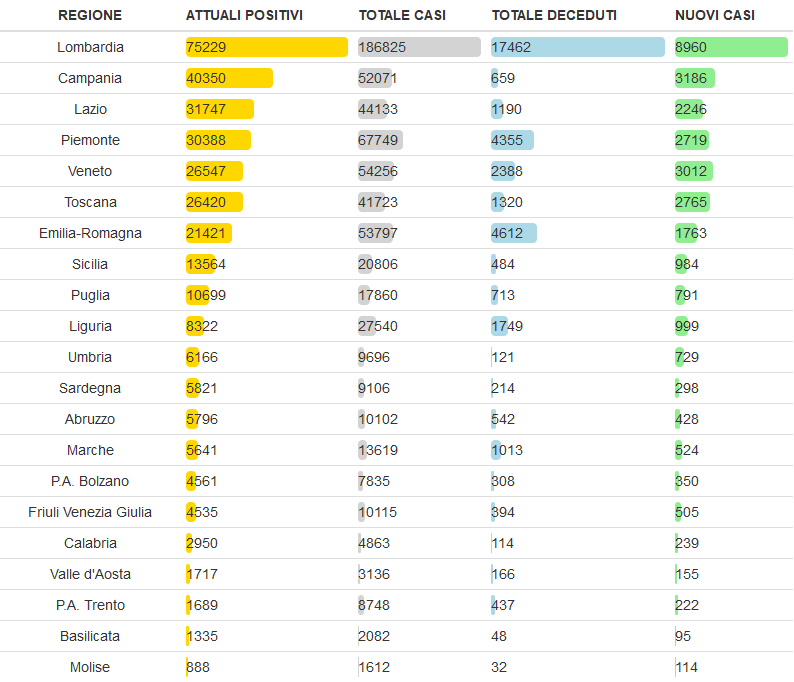 REGIONE ATTUALI POSITIVI TOTALE CASI TOTALE DECEDUTI NUOVI CASI
Lombardia 75229 186825 17462 8960
Campania 40350 52071 659 3186
Lazio 31747 44133 1190 2246
Piemonte 30388 67749 4355 2719
Veneto 26547 54256 2388 3012
Toscana 26420 41723 1320 2765
Emilia-Romagna 21421 53797 4612 1763
Sicilia 13564 20806 484 984
Puglia 10699 17860 713 791
Liguria 8322 27540 1749 999
Umbria 6166 9696 121 729
Sardegna 5821 9106 214 298
Abruzzo 5796 10102 542 428
Marche 5641 13619 1013 524
P.A. Bolzano 4561 7835 308 350
Friuli Venezia Giulia 4535 10115 394 505
Calabria 2950 4863 114 239
Valle d'Aosta 1717 3136 166 155
P.A. Trento 1689 8748 437 222
Basilicata 1335 2082 48 95
Molise 888 1612 32 114